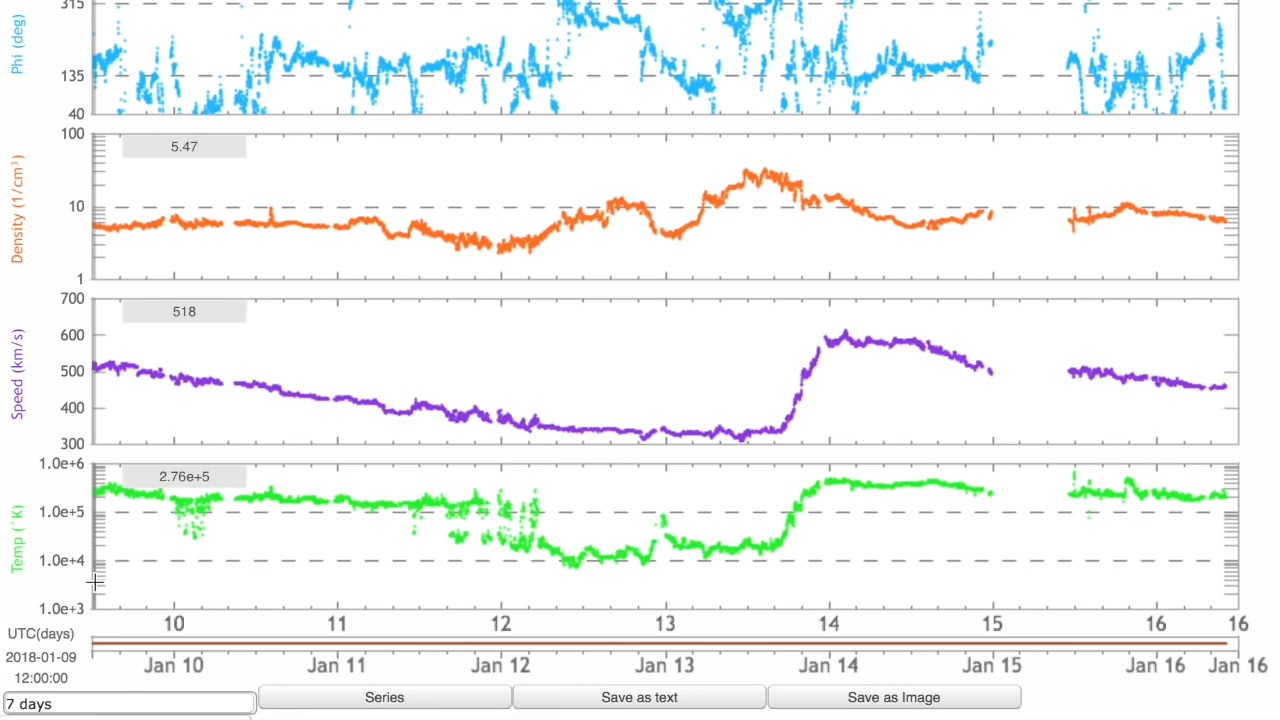 315
Phi (deg)
135
40
100
5.47
Density (1/cm³)
10
1
700
518
600
Speed (km/s)
500
400
300
1.0e+6
2.76e+5
1.0e+5
Temp (°K)
1.0e+4
1.0e+3
10 11 12 13 14 15 16 16
UTC(days)
2018-01-09
12:00:00
Jan 10 Jan 11 Jan 12 Jan 13 Jan 14 Jan 15 Jan 16 Jan 16
7 days
Series
Save as text
Save as Image